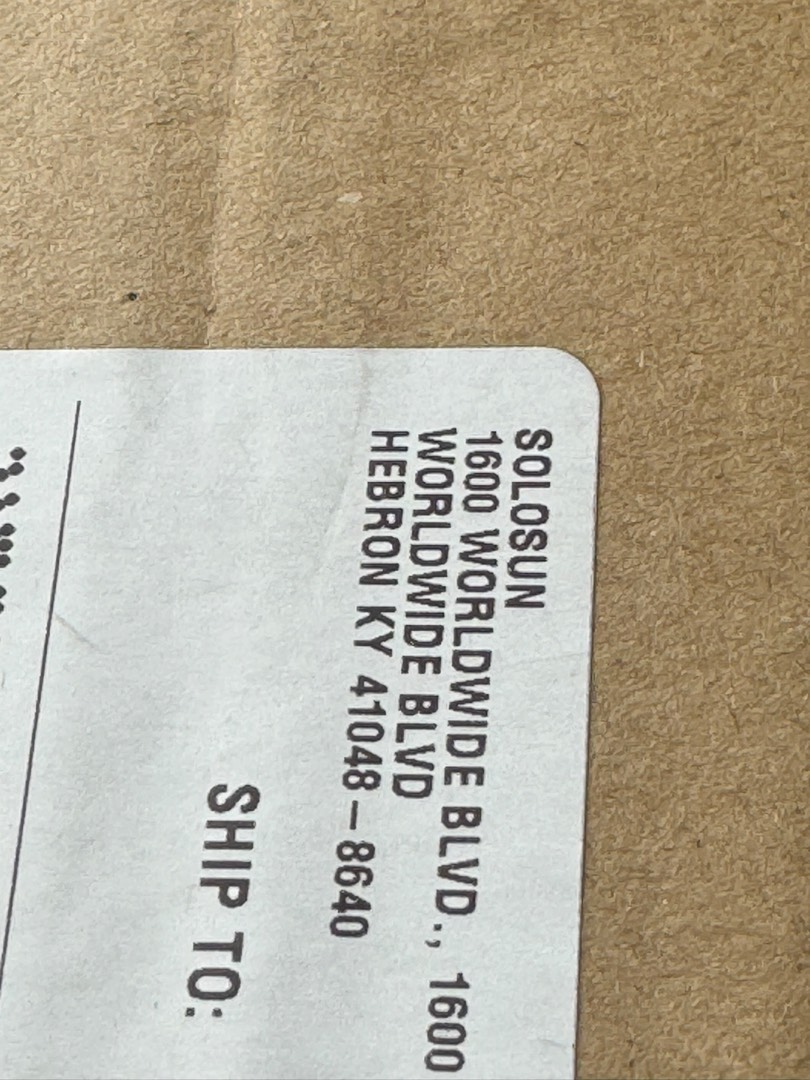 SOLOSUN
1600 WORLDWIDE BLVD., 1600
WORLDWIDE BLVD
HEBRON KY 41048-8640
SHIP TO: